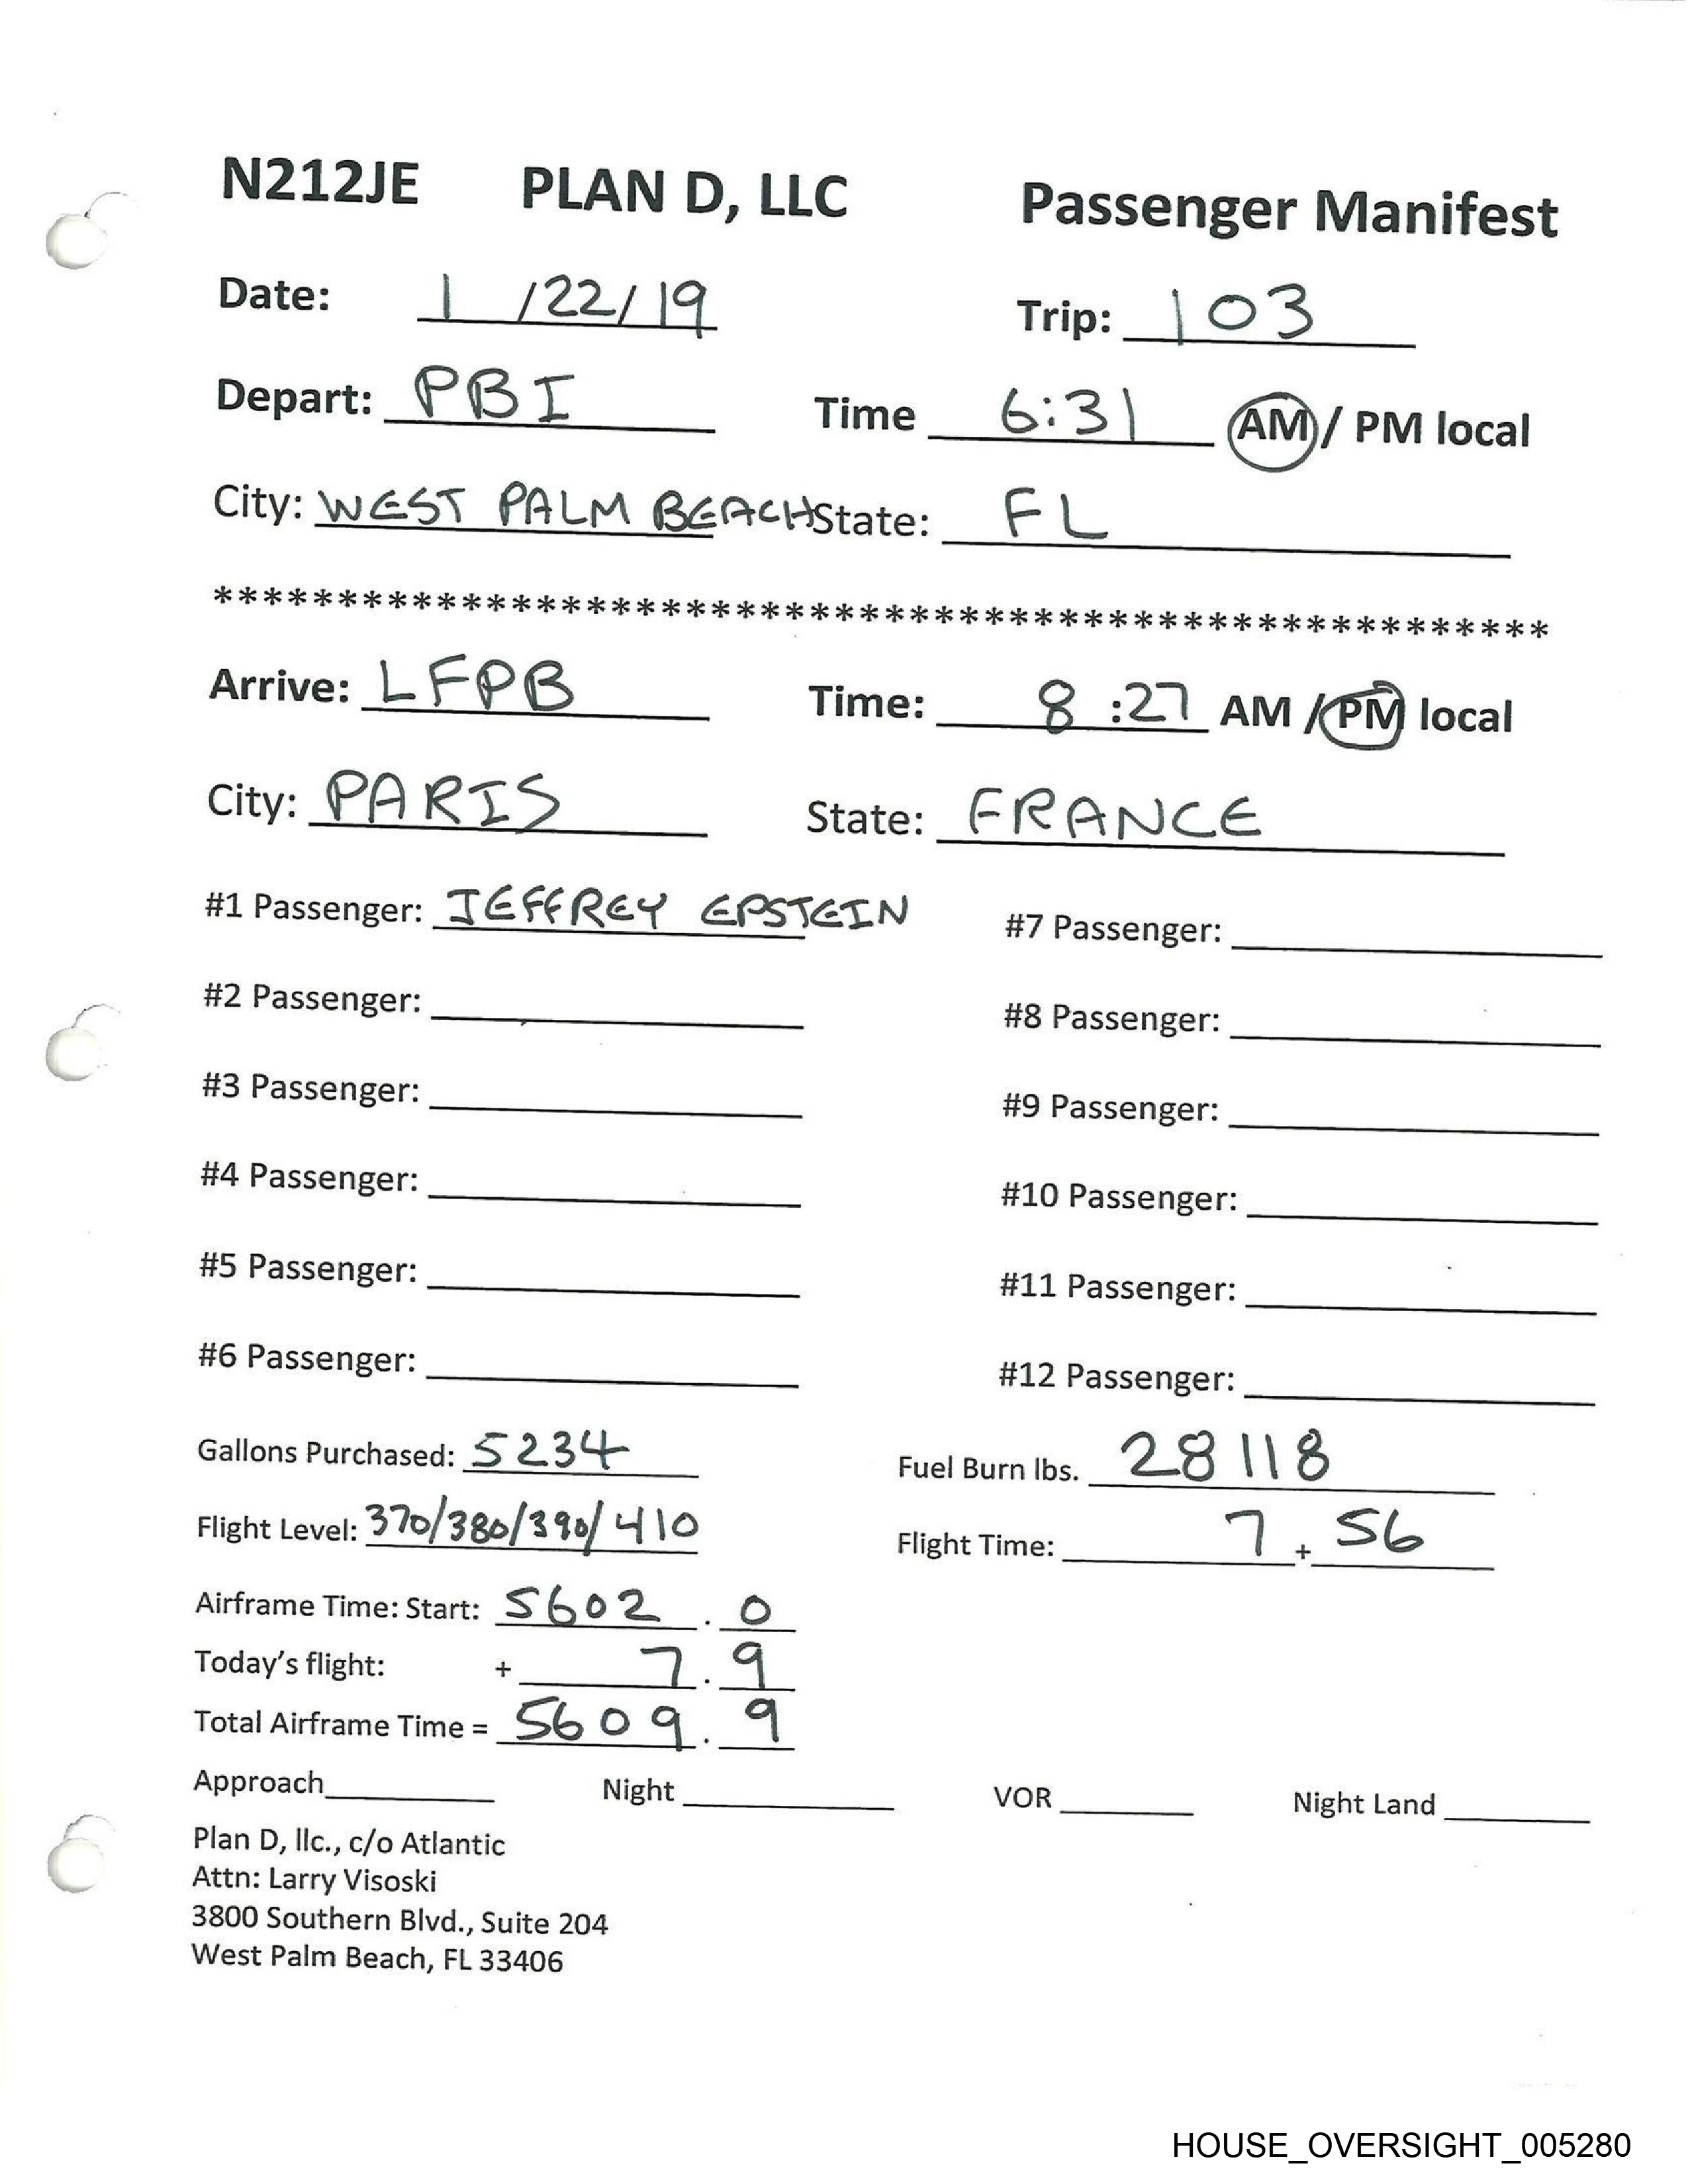 N212JE PLAN D, LLC Passenger Manifest
Date: 1 /22/19 Trip: 103
Depart: PBI Time 6:31 AM / PM local
City: WEST PALM BEACH State: FL
******************************************************
Arrive: LFPB Time: 8 :27 AM / PM local
City: PARIS State: FRANCE
#1 Passenger: JEFFREY EPSTEIN #7 Passenger:
#2 Passenger: #8 Passenger:
#3 Passenger: #9 Passenger:
#4 Passenger: #10 Passenger:
#5 Passenger: #11 Passenger:
#6 Passenger: #12 Passenger:
Gallons Purchased: 5234 Fuel Burn lbs. 28118
Flight Level: 370/380/390/410 Flight Time: 7 + 56
Airframe Time: Start: 5602 . 0
Today's flight: + 7 . 9
Total Airframe Time = 5609 . 9
Approach Night VOR Night Land
Plan D, llc., c/o Atlantic
Attn: Larry Visoski
3800 Southern Blvd., Suite 204
West Palm Beach, FL 33406
HOUSE_OVERSIGHT_005280